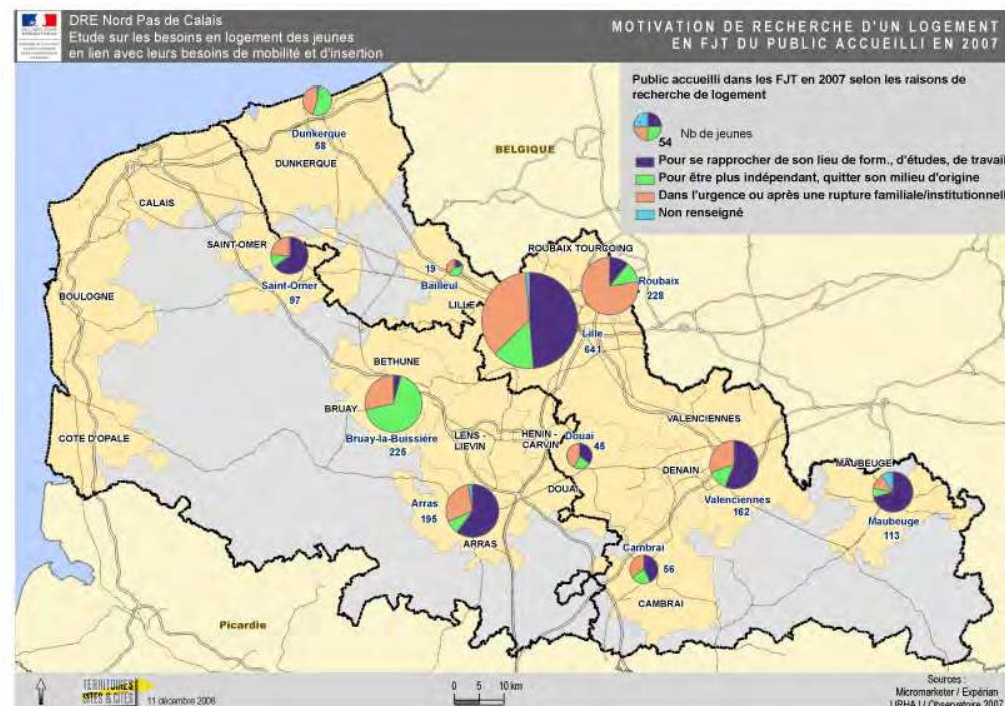 DRE Nord Pas de Calais
Etude sur les besoins en logement des jeunes
en lien avec leurs besoins de mobilité et d'insertion
MOTIVATION DE RECHERCHE D'UN LOGEMENT
EN FJT DU PUBLIC ACCUEILLI EN 2007
Public accueilli dans les FJT en 2007 selon les raisons de
recherche de logement
54
Nb de jeunes
Pour se rapprocher de son lieu de form., d'études, de travail
Pour être plus indépendant, quitter son milieu d'origine
Dans l'urgence ou après une rupture familiale/institutionnell
Non renseigné
Dunkerque
58
DUNKERQUE
BELGIQUE
CALAIS
SAINT-OMER
Saint-Omer
97
19
Bailleul
ROUBAIX TOURCOING
Roubaix
228
BOULOGNE
LILLE
Lille
641
BETHUNE
BRUAY
Bruay-la-Buissière
225
COTE D'OPALE
LENS -
LIEVIN
HENIN -
CARVIN
Douai
45
DOUAI
VALENCIENNES
DENAIN
Valenciennes
162
MAUBEUGE
Maubeuge
113
Arras
195
ARRAS
Cambrai
56
CAMBRAI
Picardie
TERRITOIRES
SITES & CITÉS
11 décembre 2008
0 5 10 km
Sources :
Micromarketer / Expérian
URHAJ / Observatoire 2007